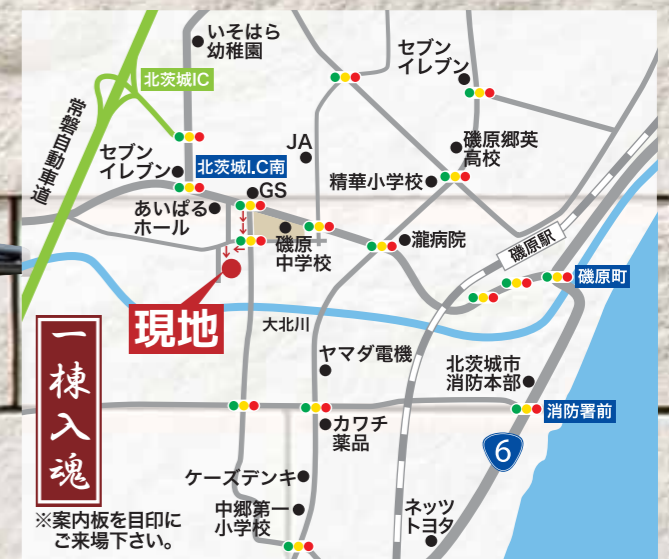 いそはら
幼稚園
セブン
イレブン
北茨城IC
常磐自動車道
JA
磯原郷英
高校
セブン
イレブン
北茨城I.C南
精華小学校
GS
あいぱる
ホール
磯原
中学校
瀧病院
磯原駅
磯原町
現地
大北川
一棟入魂
ヤマダ電機
北茨城市
消防本部
消防署前
カワチ
薬品
6
ケーズデンキ
中郷第一
小学校
ネッツ
トヨタ
※案内板を目印に
ご来場下さい。